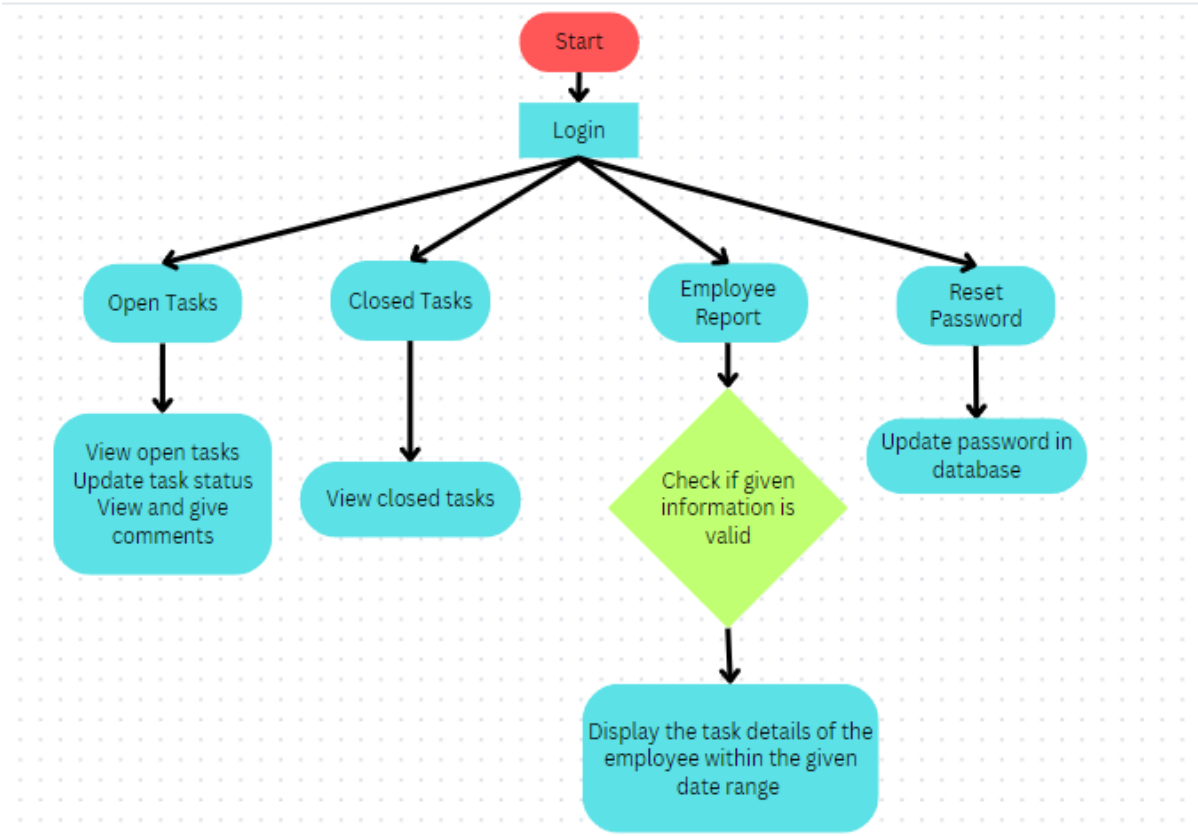 Start
Login
Open Tasks
Closed Tasks
Employee
Report
Reset
Password
View open tasks
Update task status
View and give
comments
View closed tasks
Check if given
information is
valid
Update password in
database
Display the task details of the
employee within the given
date range